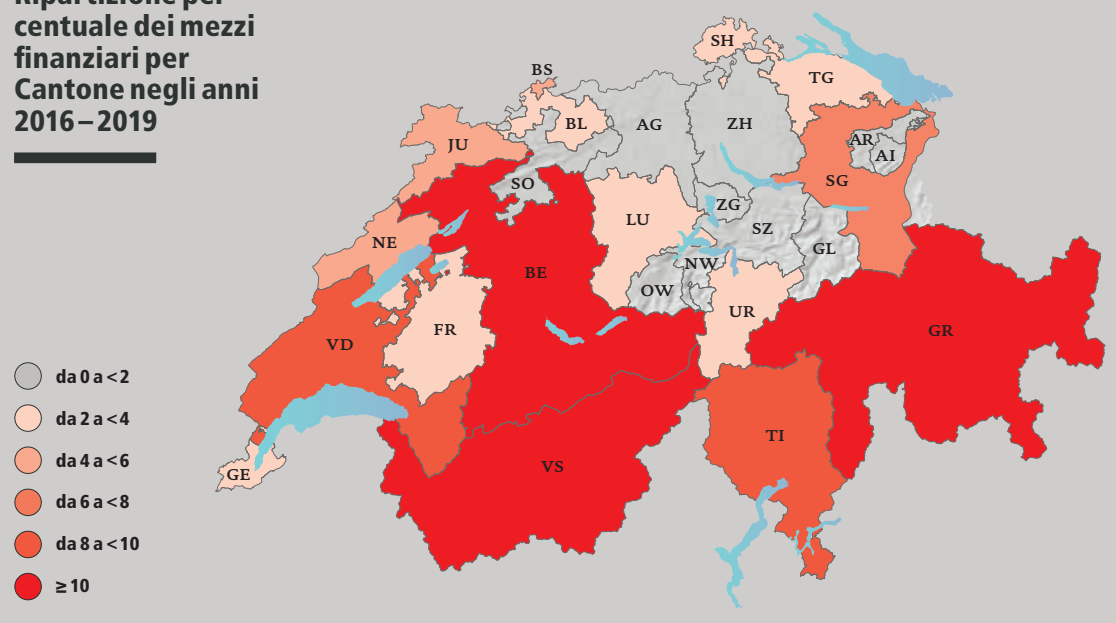 Ripartizione per-
centuale dei mezzi
finanziari per
Cantone negli anni
2016–2019
SH
BS
TG
BL
AG
ZH
JU
AR
AI
SO
SG
ZG
LU
SZ
NE
GL
NW
BE
OW
UR
FR
GR
VD
TI
VS
GE
da 0 a <2
da 2 a <4
da 4 a <6
da 6 a <8
da 8 a <10
≥ 10